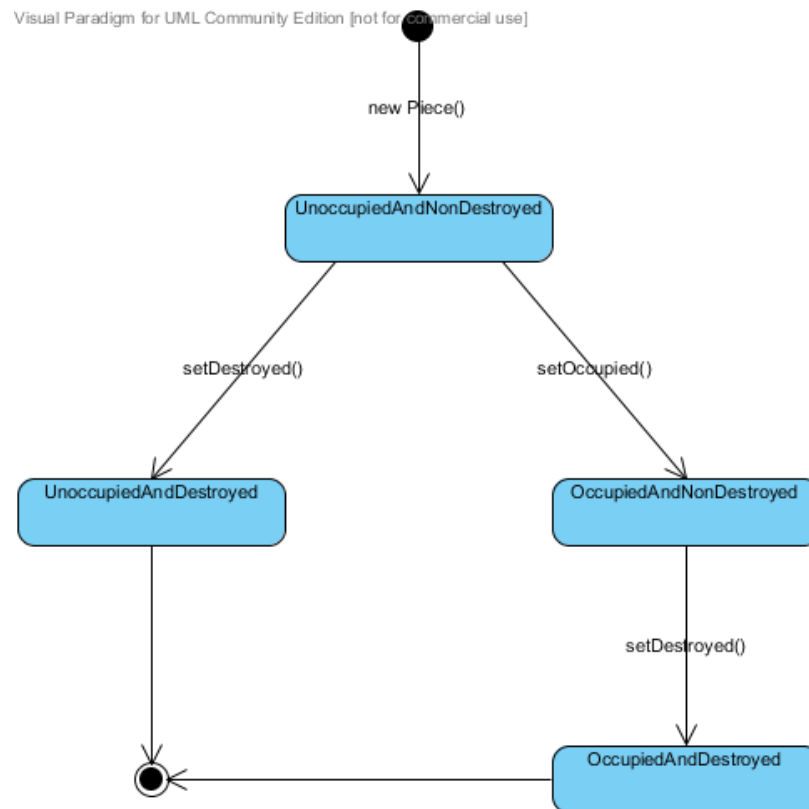 Visual Paradigm for UML Community Edition [not for commercial use]
new Piece()
UnoccupiedAndNonDestroyed
setDestroyed()
setOccupied()
UnoccupiedAndDestroyed
OccupiedAndNonDestroyed
setDestroyed()
OccupiedAndDestroyed